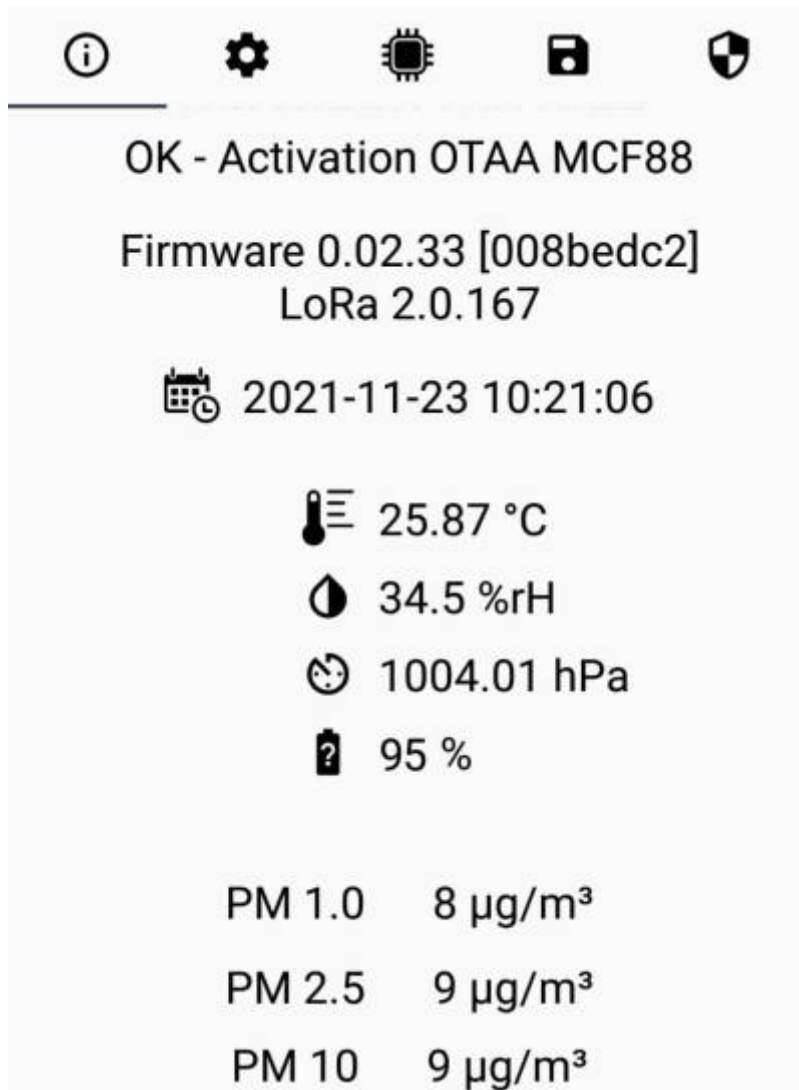 OK - Activation OTAA MCF88
Firmware 0.02.33 [008bedc2]
LoRa 2.0.167
2021-11-23 10:21:06
25.87 °C
34.5 %rH
1004.01 hPa
95 %
PM 1.0 8 µg/m³
PM 2.5 9 µg/m³
PM 10 9 µg/m³